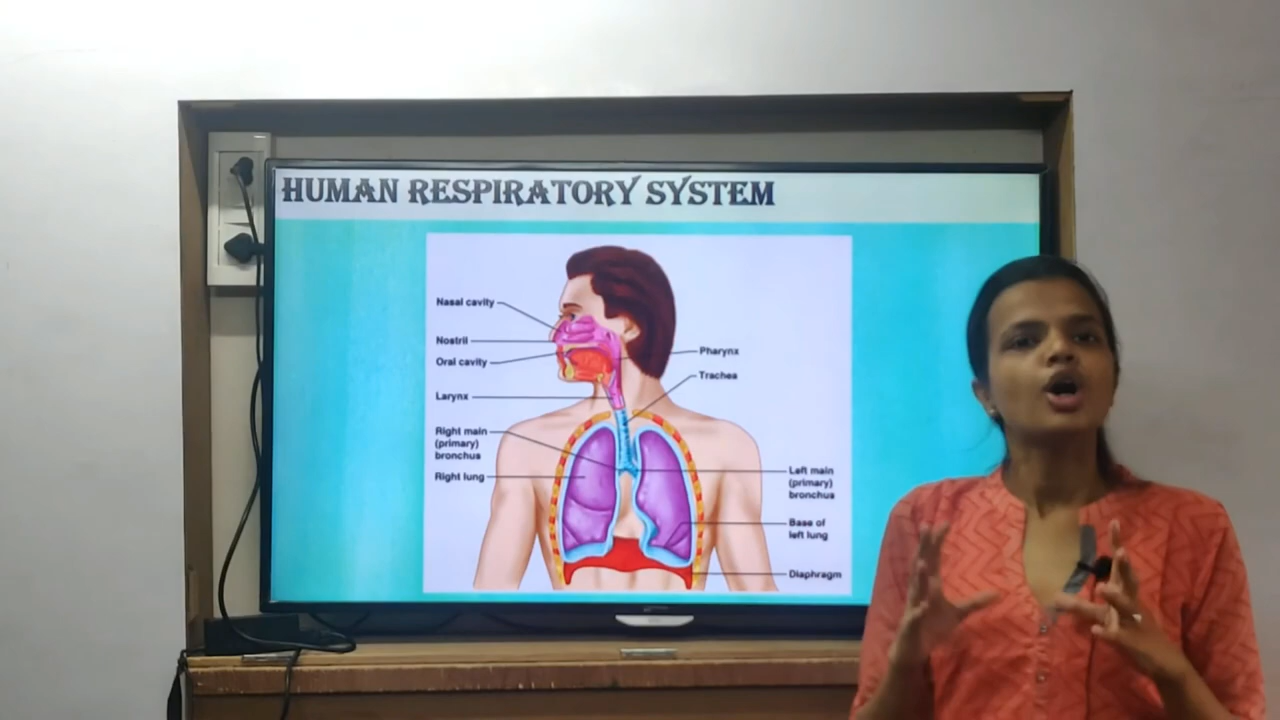 HUMAN RESPIRATORY SYSTEM
Nasal cavity
Nostril
Oral cavity
Larynx
Right main
(primary)
bronchus
Right lung
Pharynx
Trachea
Left main
(primary)
bronchus
Base of
left lung
Diaphragm